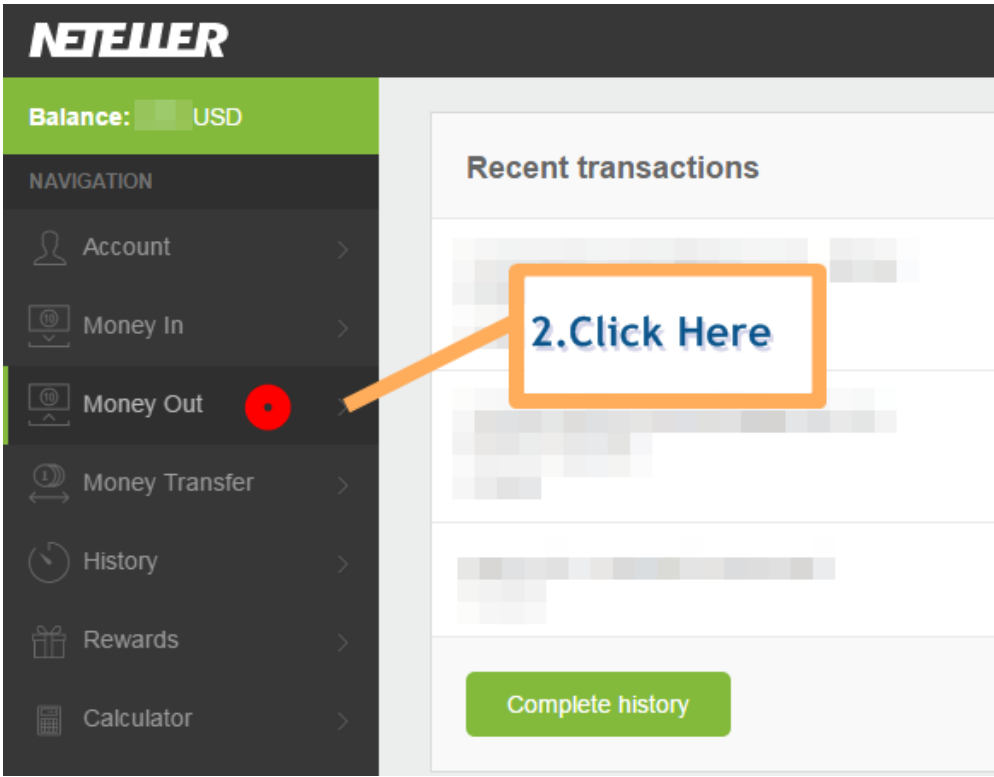 NETELLER
Balance: USD
NAVIGATION
Account
Money In
Money Out
Money Transfer
History
Rewards
Calculator
Recent transactions
2.Click Here
Complete history